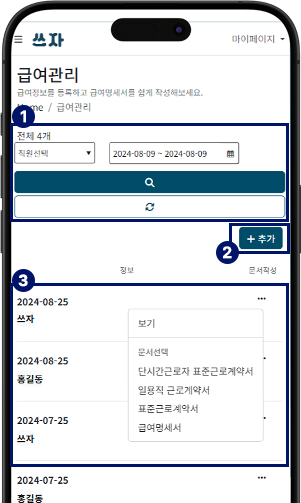 쓰자
마이페이지
급여관리
급여정보를 등록하고 급여명세서를 쉽게 작성해보세요.
Home / 급여관리
1
전체 4개
직원선택
2024-08-09 ~ 2024-08-09
+ 추가
2
정보
문서작성
3
2024-08-25
쓰자
보기
문서선택
단시간근로자 표준근로계약서
일용직 근로계약서
표준근로계약서
급여명세서
2024-08-25
홍길동
2024-07-25
쓰자
2024-07-25
홍길동